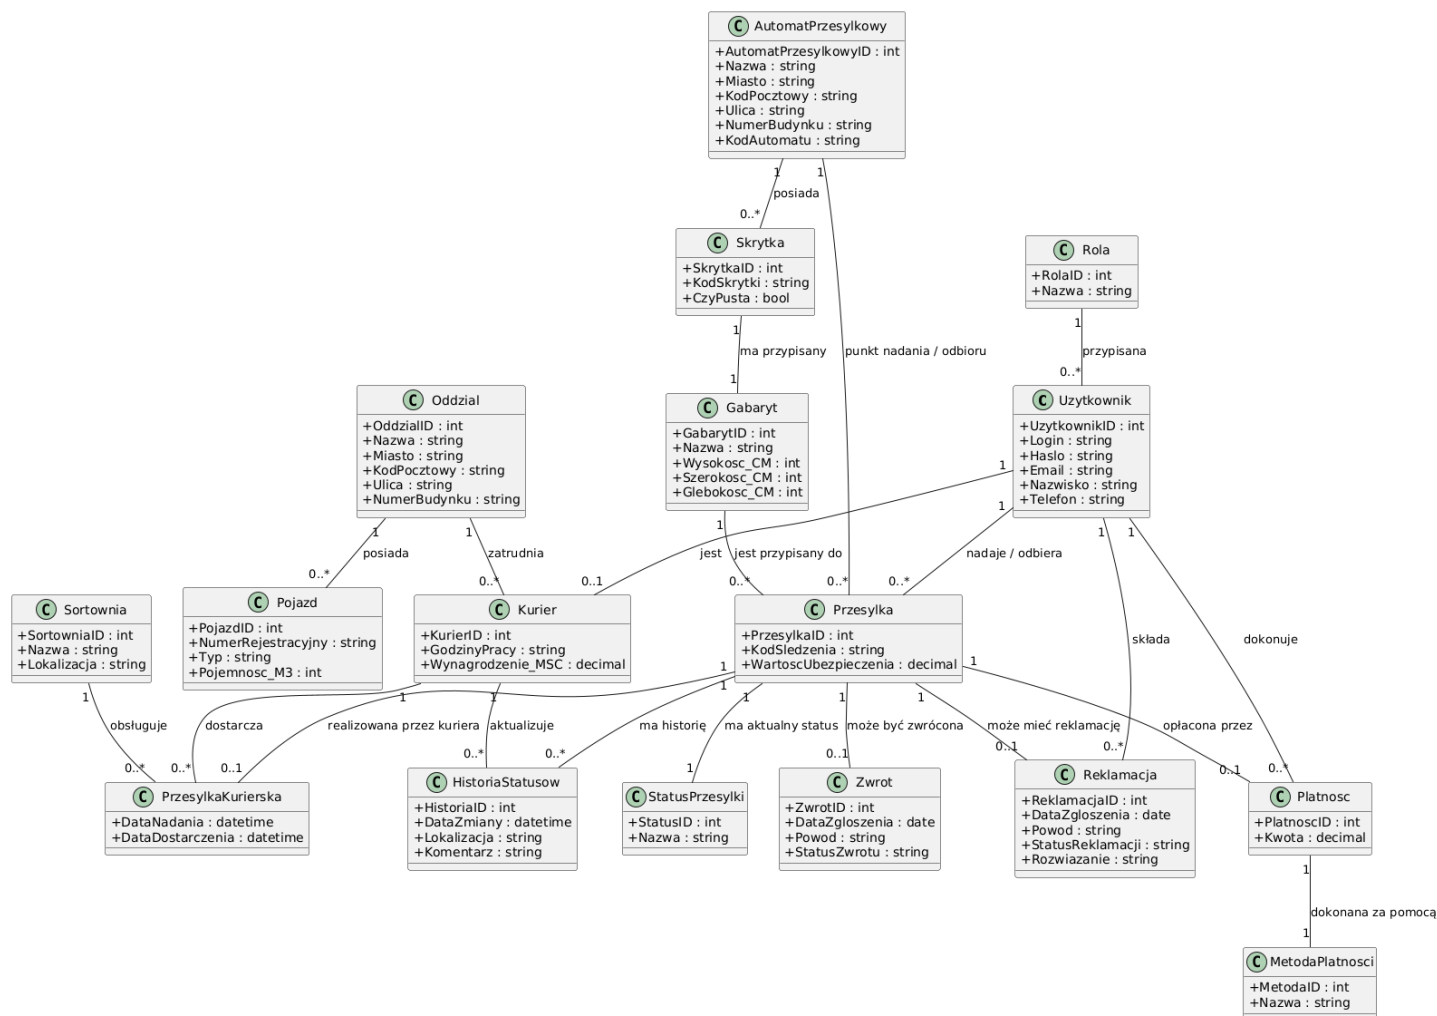 C AutomatPrzesylkowy
+AutomatPrzesylkowyID : int
+Nazwa : string
+Miasto : string
+KodPocztowy : string
+Ulica : string
+NumerBudynku : string
+KodAutomatu : string
1
1
posiada
0..*
C Skrytka
+SkrytkaID : int
+KodSkrytki : string
+CzyPusta : bool
C Rola
+RolaID : int
+Nazwa : string
1
1
ma przypisany
punkt nadania / odbioru
przypisana
1
0..*
C Oddzial
+OddzialID : int
+Nazwa : string
+Miasto : string
+KodPocztowy : string
+Ulica : string
+NumerBudynku : string
C Gabaryt
+GabarytID : int
+Nazwa : string
+Wysokosc_CM : int
+Szerokosc_CM : int
+Glebokosc_CM : int
C Uzytkownik
+UzytkownikID : int
+Login : string
+Haslo : string
+Email : string
+Nazwisko : string
+Telefon : string
1
1
1
1
1
1
1
posiada
zatrudnia
jest
jest przypisany do
nadaje / odbiera
0..*
0..*
0..1
0..*
0..*
0..*
C Sortownia
+SortowniaID : int
+Nazwa : string
+Lokalizacja : string
C Pojazd
+PojazdID : int
+NumerRejestracyjny : string
+Typ : string
+Pojemnosc_M3 : int
C Kurier
+KurierID : int
+GodzinyPracy : string
+Wynagrodzenie_MSC : decimal
C Przesylka
+PrzesylkaID : int
+KodSledzenia : string
+WartoscUbezpieczenia : decimal
składa
dokonuje
1
1
1
1
1
1
1
1
1
obsługuje
dostarcza
realizowana przez kuriera
aktualizuje
ma historię
ma aktualny status
może być zwrócona
może mieć reklamację
opłacona przez
0..*
0..*
0..1
0..*
0..*
1
0..1
0..1
0..*
0..1
0..*
C PrzesylkaKurierska
+DataNadania : datetime
+DataDostarczenia : datetime
C HistoriaStatusow
+HistoriaID : int
+DataZmiany : datetime
+Lokalizacja : string
+Komentarz : string
C StatusPrzesylki
+StatusID : int
+Nazwa : string
C Zwrot
+ZwrotID : int
+DataZgloszenia : date
+Powod : string
+StatusZwrotu : string
C Reklamacja
+ReklamacjaID : int
+DataZgloszenia : date
+Powod : string
+StatusReklamacji : string
+Rozwiazanie : string
C Platnosc
+PlatnoscID : int
+Kwota : decimal
1
dokonana za pomocą
1
C MetodaPlatnosci
+MetodaID : int
+Nazwa : string